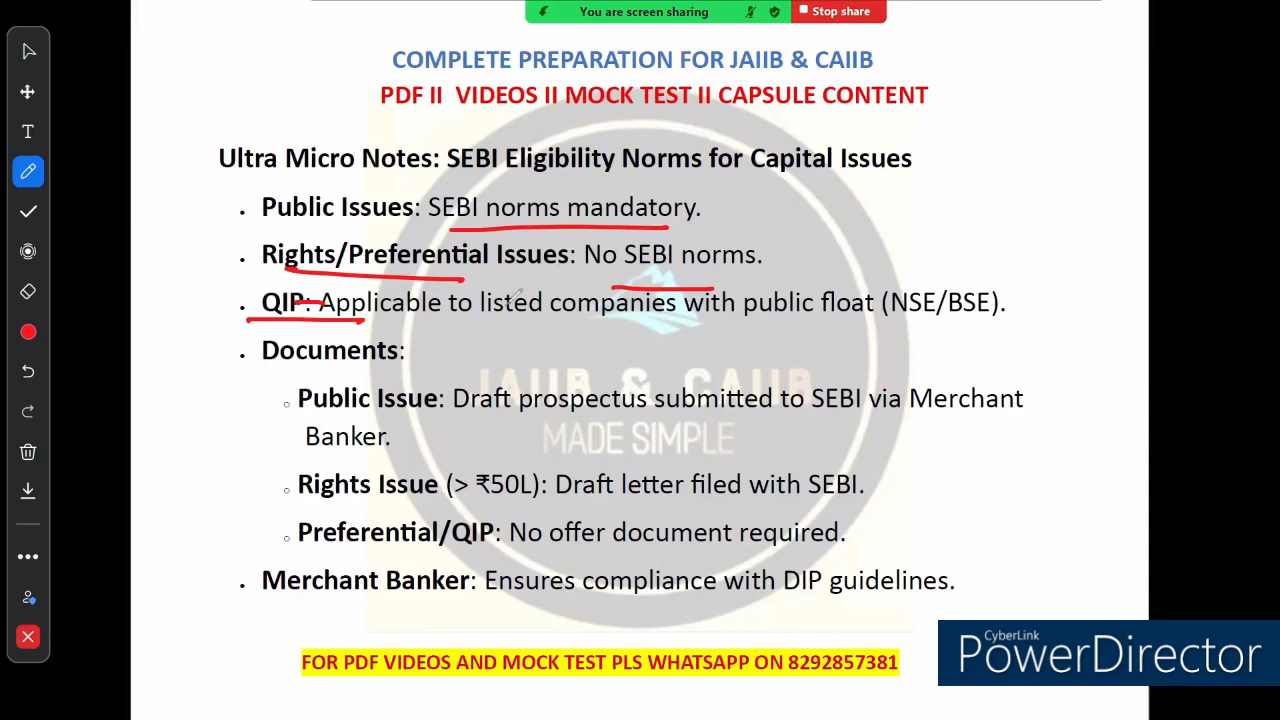 You are screen sharing
Stop share
COMPLETE PREPARATION FOR JAIIB & CAIIB
PDF II VIDEOS II MOCK TEST II CAPSULE CONTENT
Ultra Micro Notes: SEBI Eligibility Norms for Capital Issues
• Public Issues: SEBI norms mandatory.
• Rights/Preferential Issues: No SEBI norms.
• QIP: Applicable to listed companies with public float (NSE/BSE).
• Documents:
○ Public Issue: Draft prospectus submitted to SEBI via Merchant
Banker.
○ Rights Issue (> ₹50L): Draft letter filed with SEBI.
○ Preferential/QIP: No offer document required.
• Merchant Banker: Ensures compliance with DIP guidelines.
JAIIB & CAIIB
MADE SIMPLE
FOR PDF VIDEOS AND MOCK TEST PLS WHATSAPP ON 8292857381
CyberLink
PowerDirector